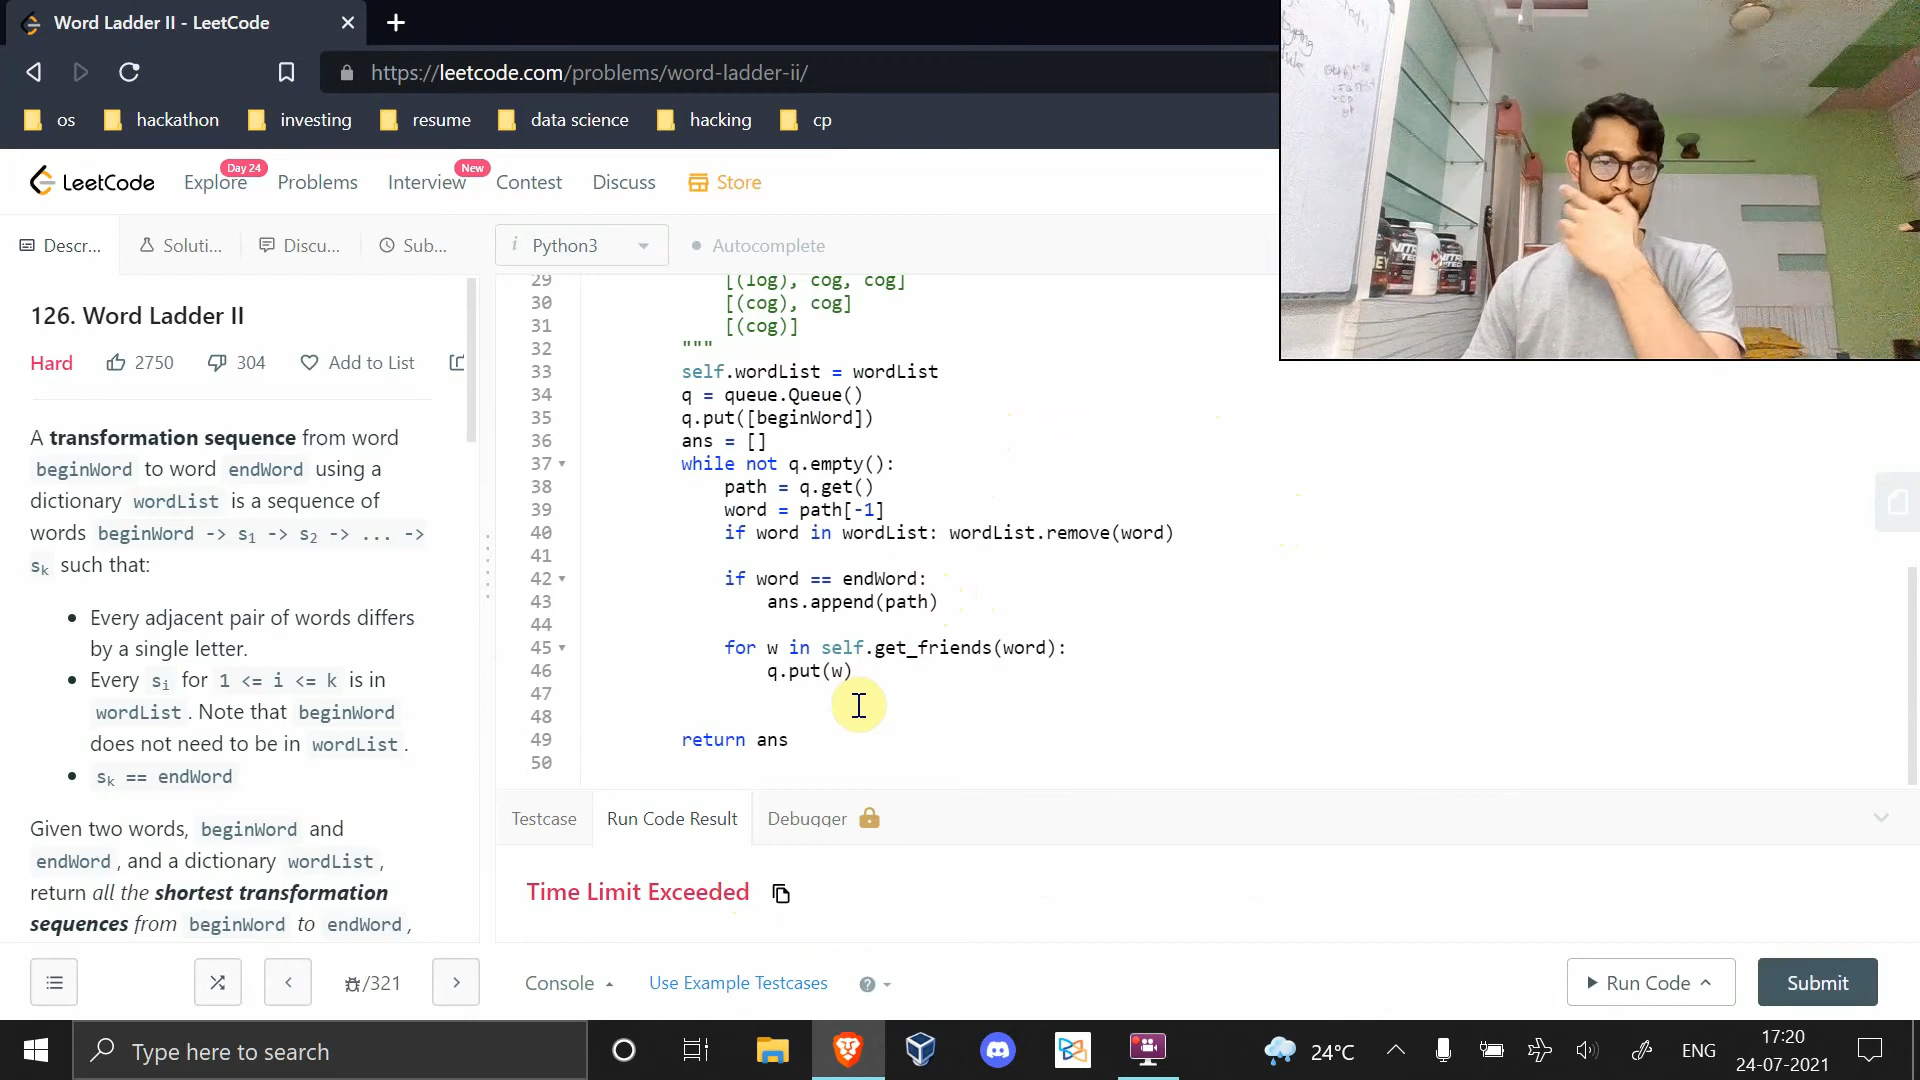 Word Ladder II - LeetCode
https://leetcode.com/problems/word-ladder-ii/
os hackathon investing resume data science hacking cp
LeetCode Explore Day 24 Problems Interview New Contest Discuss Store
Descr... Soluti... Discu... Sub...
126. Word Ladder II
Hard 2750 304 Add to List
A transformation sequence from word
beginWord to word endWord using a
dictionary wordList is a sequence of
words beginWord -> s1 -> s2 -> ... ->
sk such that:
Every adjacent pair of words differs
by a single letter.
Every si for 1 <= i <= k is in
wordList. Note that beginWord
does not need to be in wordList.
sk == endWord
Given two words, beginWord and
endWord, and a dictionary wordList,
return all the shortest transformation
sequences from beginWord to endWord,
i Python3 Autocomplete
29 [(log), cog, cog]
30 [(cog), cog]
31 [(cog)]
32 """
33 self.wordList = wordList
34 q = queue.Queue()
35 q.put([beginWord])
36 ans = []
37 while not q.empty():
38 path = q.get()
39 word = path[-1]
40 if word in wordList: wordList.remove(word)
41
42 if word == endWord:
43 ans.append(path)
44
45 for w in self.get_friends(word):
46 q.put(w)
47
48
49 return ans
50
Testcase Run Code Result Debugger
Time Limit Exceeded
/321 Console Use Example Testcases ? Run Code Submit
Type here to search
24°C ENG 17:20
24-07-2021